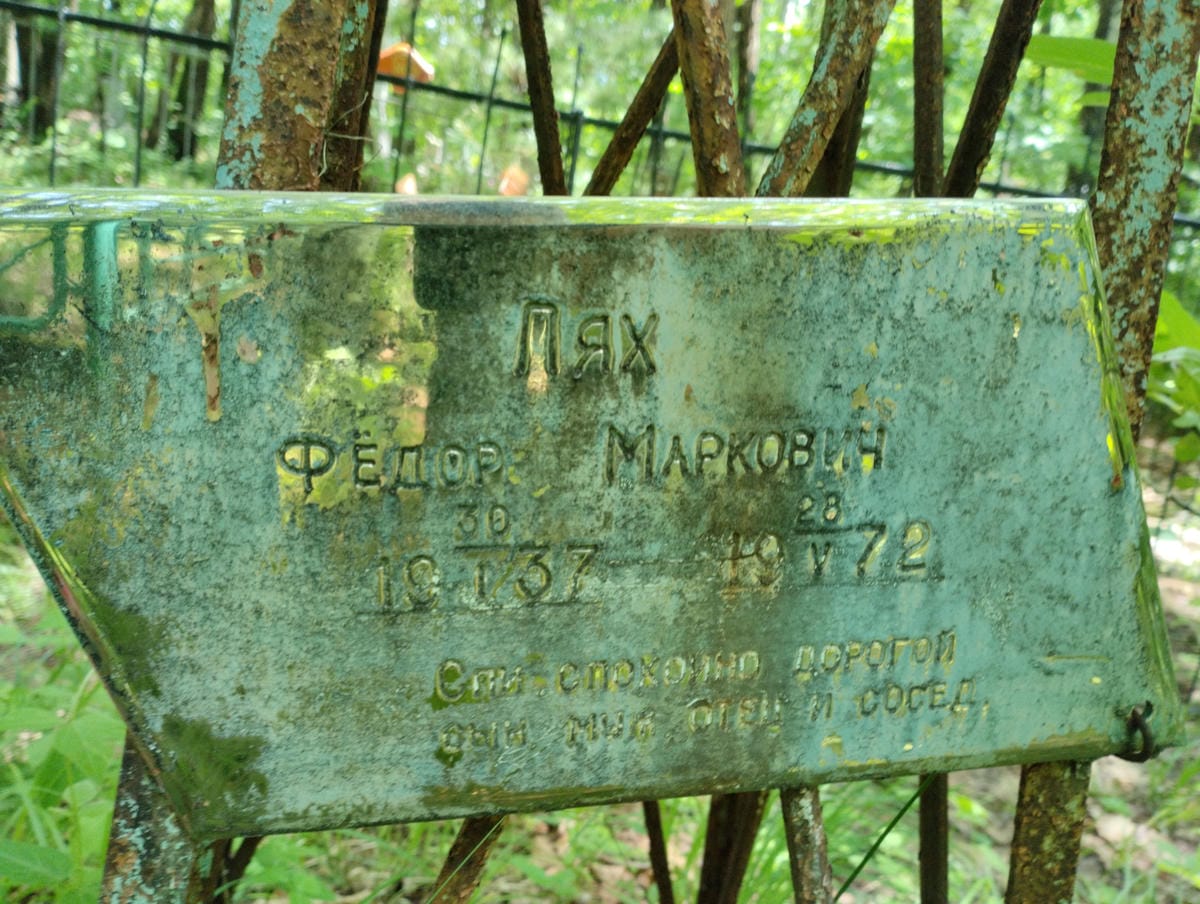 Лях
Фёдор Маркович
19 30/I 37 — 19 28/V 72
Спи спокойно дорогой
сын, муж, отец и сосед.